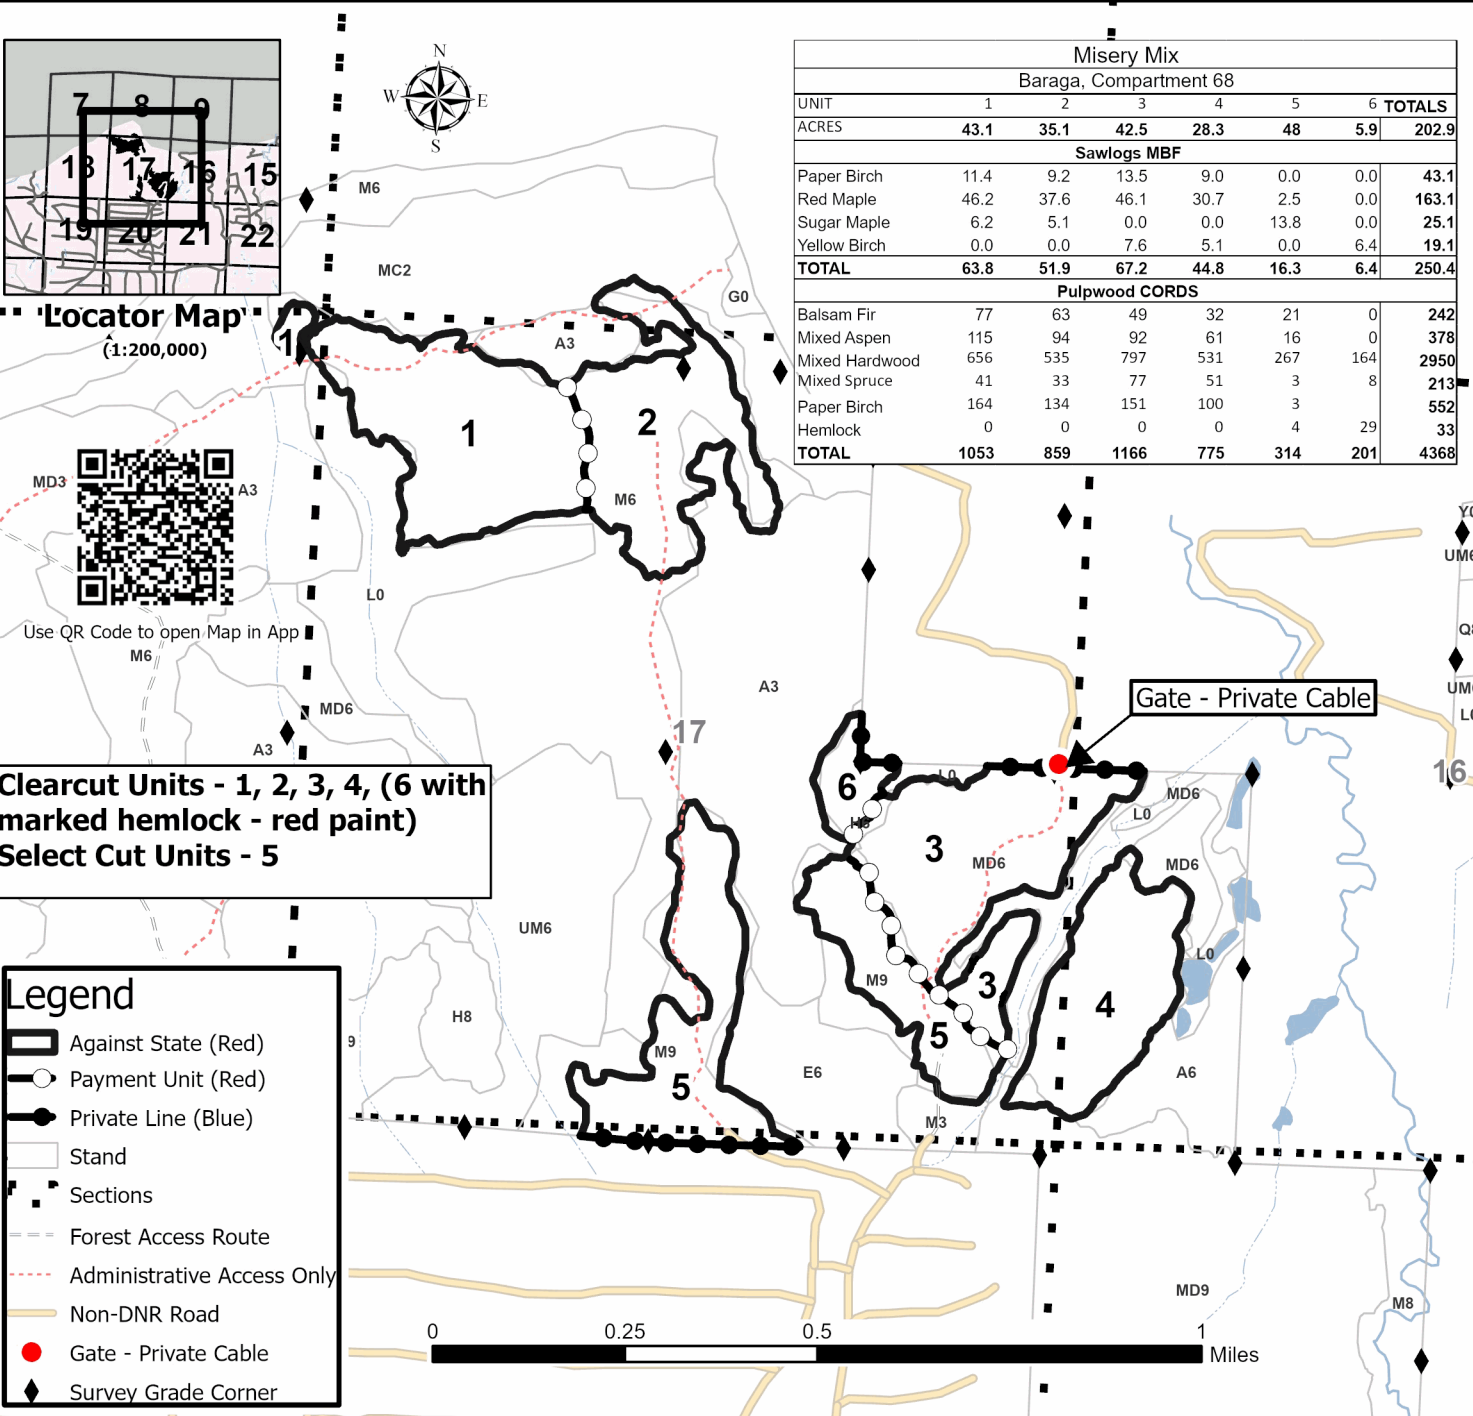 Misery Mix
Baraga, Compartment 68
UNIT 1 2 3 4 5 6 TOTALS
ACRES 43.1 35.1 42.5 28.3 48 5.9 202.9
Sawlogs MBF
Paper Birch 11.4 9.2 13.5 9.0 0.0 0.0 43.1
Red Maple 46.2 37.6 46.1 30.7 2.5 0.0 163.1
Sugar Maple 6.2 5.1 0.0 0.0 13.8 0.0 25.1
Yellow Birch 0.0 0.0 7.6 5.1 0.0 6.4 19.1
TOTAL 63.8 51.9 67.2 44.8 16.3 6.4 250.4
Pulpwood CORDS
Balsam Fir 77 63 49 32 21 0 242
Mixed Aspen 115 94 92 61 16 0 378
Mixed Hardwood 656 535 797 531 267 164 2950
Mixed Spruce 41 33 77 51 3 8 213
Paper Birch 164 134 151 100 3 552
Hemlock 0 0 0 0 4 29 33
TOTAL 1053 859 1166 775 314 201 4368
N
W E
S
7 8 9
18 17 16 15
19 20 21 22
Locator Map
(1:200,000)
M6
MC2
G0
A3
1
1
2
M6
MD3
A3
L0
Use QR Code to open Map in App
M6
MD6
A3
A3
17
Gate - Private Cable
UM6
16
Clearcut Units - 1, 2, 3, 4, (6 with
marked hemlock - red paint)
Select Cut Units - 5
6
L0
H8
3
MD6
MD6
L0
MD6
UM6
M9
L0
3
4
5
H8
9
M9
5
E6
A6
M3
MD9
M8
Legend
Against State (Red)
Payment Unit (Red)
Private Line (Blue)
Stand
Sections
Forest Access Route
Administrative Access Only
Non-DNR Road
Gate - Private Cable
Survey Grade Corner
0 0.25 0.5 1
Miles